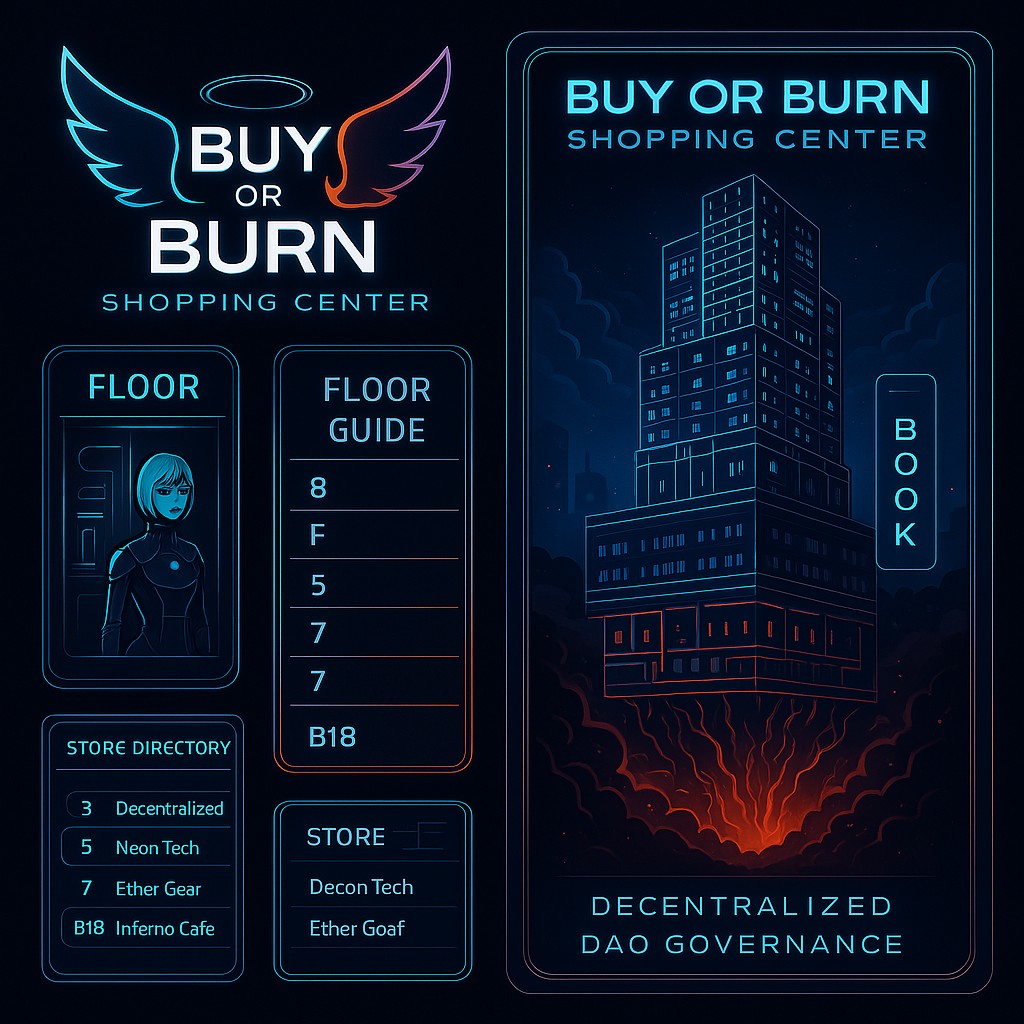 BUY
OR
BURN
SHOPPING CENTER
FLOOR
FLOOR
GUIDE
8
F
5
7
7
B18
STORE DIRECTORY
3 Decentralized
5 Neon Tech
7 Ether Gear
B18 Inferno Cafe
STORE
Decon Tech
Ether Goaf
BUY OR BURN
SHOPPING CENTER
BOOK
DECENTRALIZED
DAO GOVERNANCE